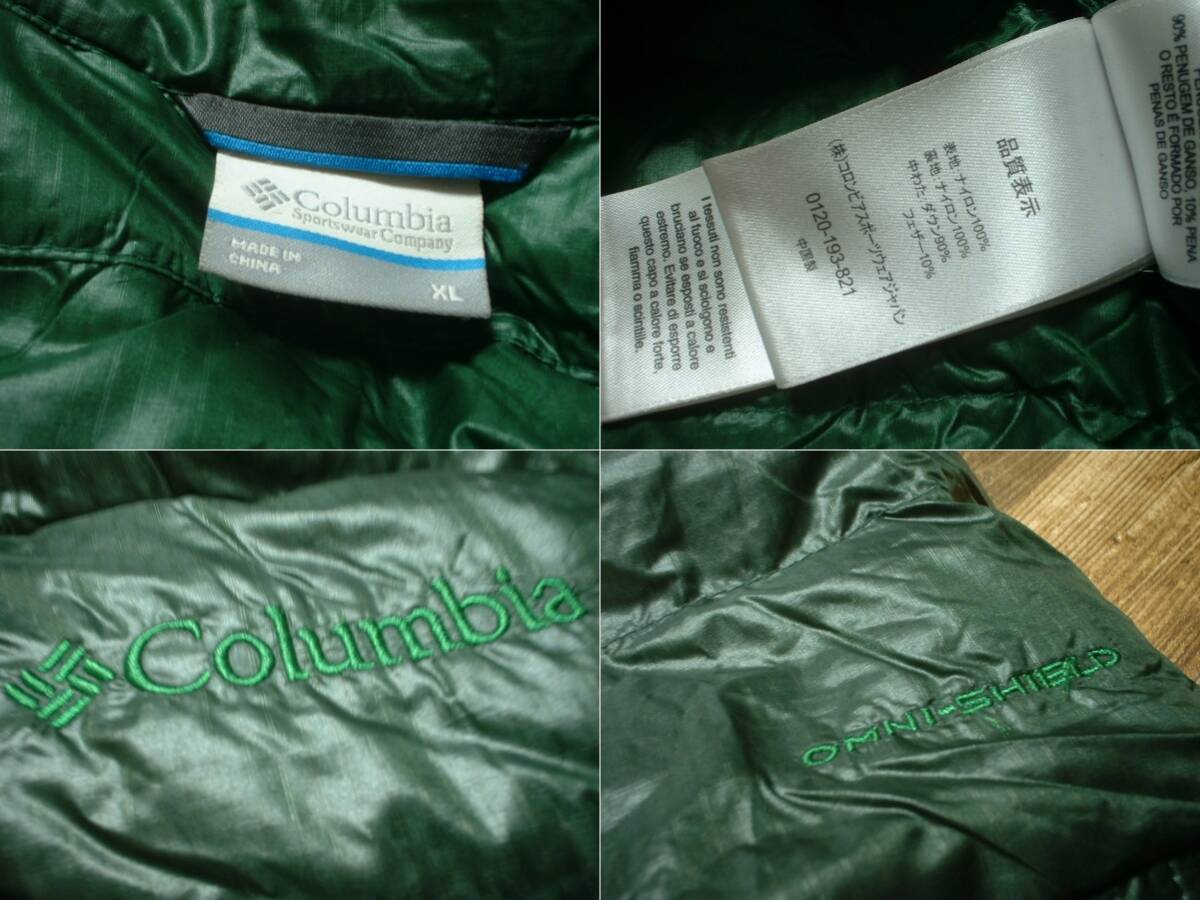 Columbia
Sportswear Company
MADE IN
CHINA
XL
品質表示
表地:ナイロン100%
裏地:ナイロン100%
中わた:ダウン90%
フェザー10%
(株)コロンビアスポーツウェアジャパン
0120-193-821
中国製
I tessuti non sono resistenti
al fuoco e si sciolgono e
bruciano se esposti a calore
estremo. Evitare di esporre
questo capo a calore forte,
fiamma o scintille.
90% PENUGEM DE GANSO, 10% PENA
O RESTO É FORMADO POR
PENAS DE GANSO
Columbia
OMNI-SHIELD